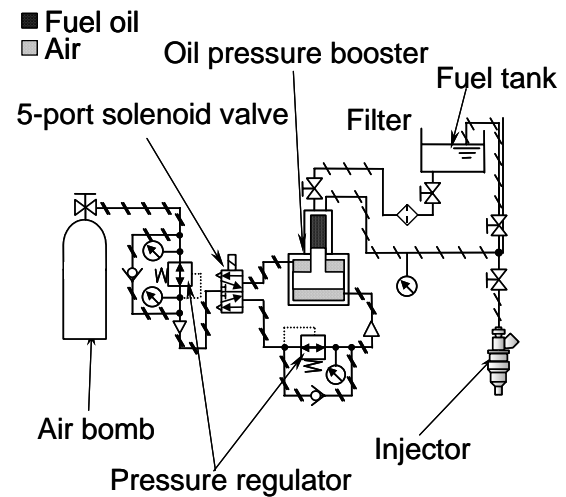 Fuel oil
Air
Oil pressure booster
Fuel tank
5-port solenoid valve
Filter
Air bomb
Injector
Pressure regulator